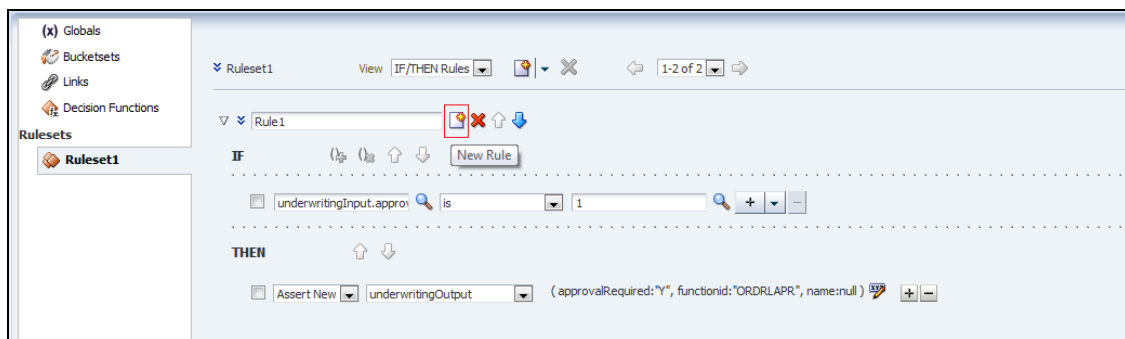 (x) Globals
Bucketsets
Links
Decision Functions
Rulesets
Ruleset1
Ruleset1 View IF/THEN Rules 1-2 of 2
Rule1
New Rule
IF
underwritingInput.approv is 1
THEN
Assert New underwritingOutput ( approvalRequired:"Y", functionid:"ORDRLAPR", name:null )